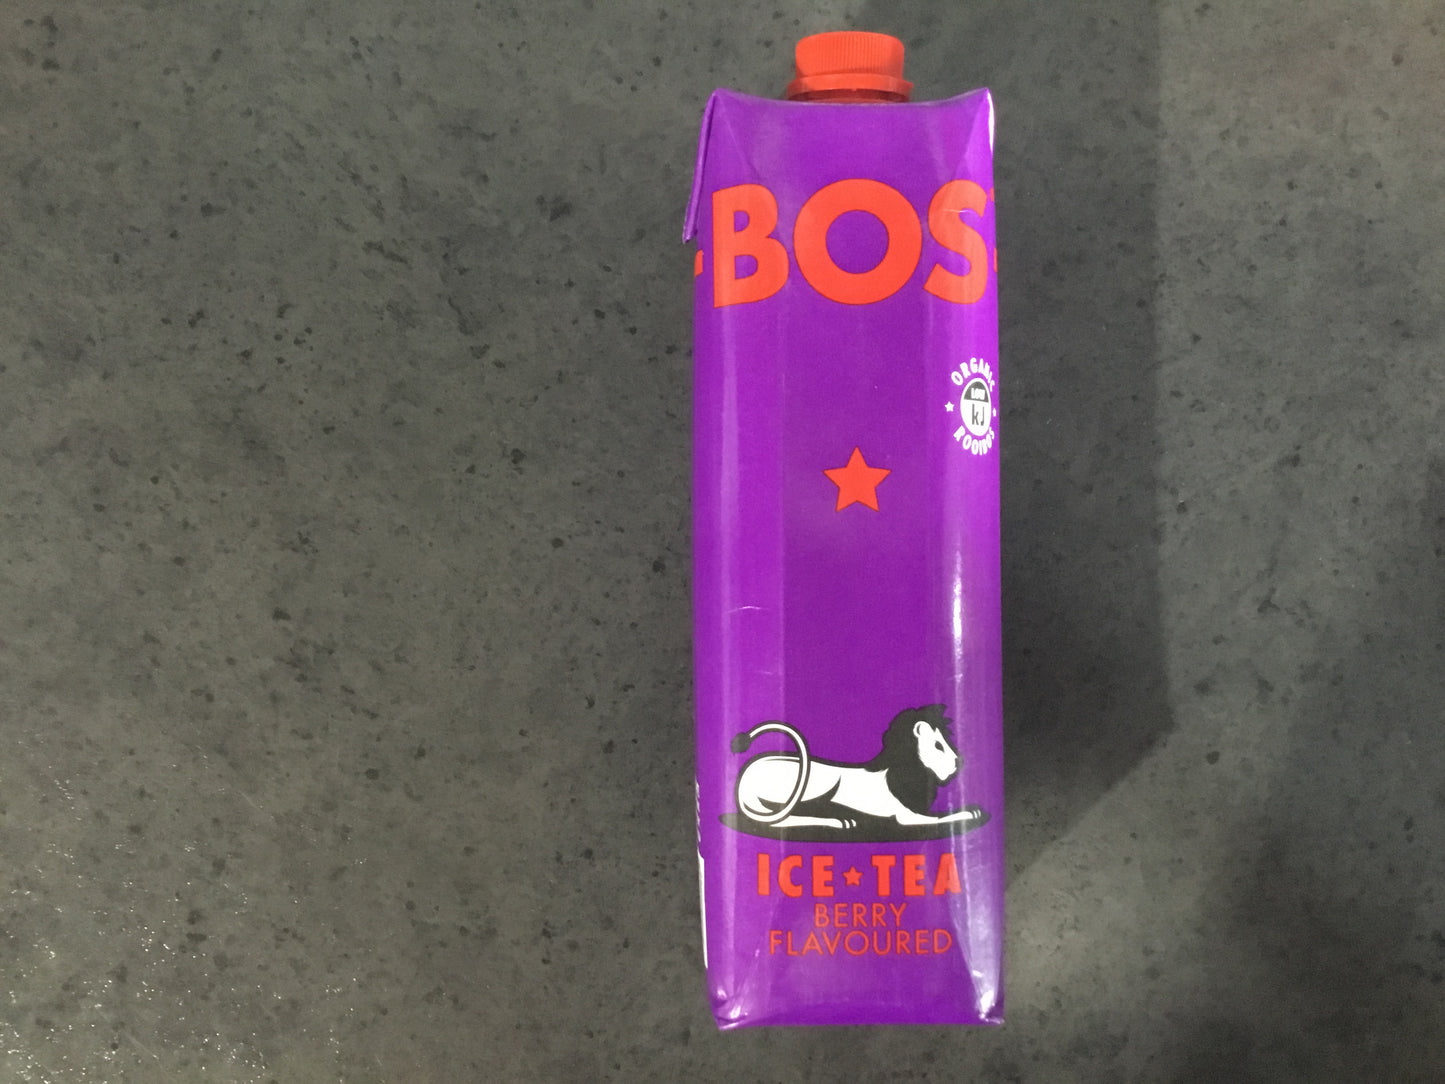 BOS
ORGANIC
LOW
kJ
ROOIBOS
ICE★TEA
BERRY
FLAVOURED